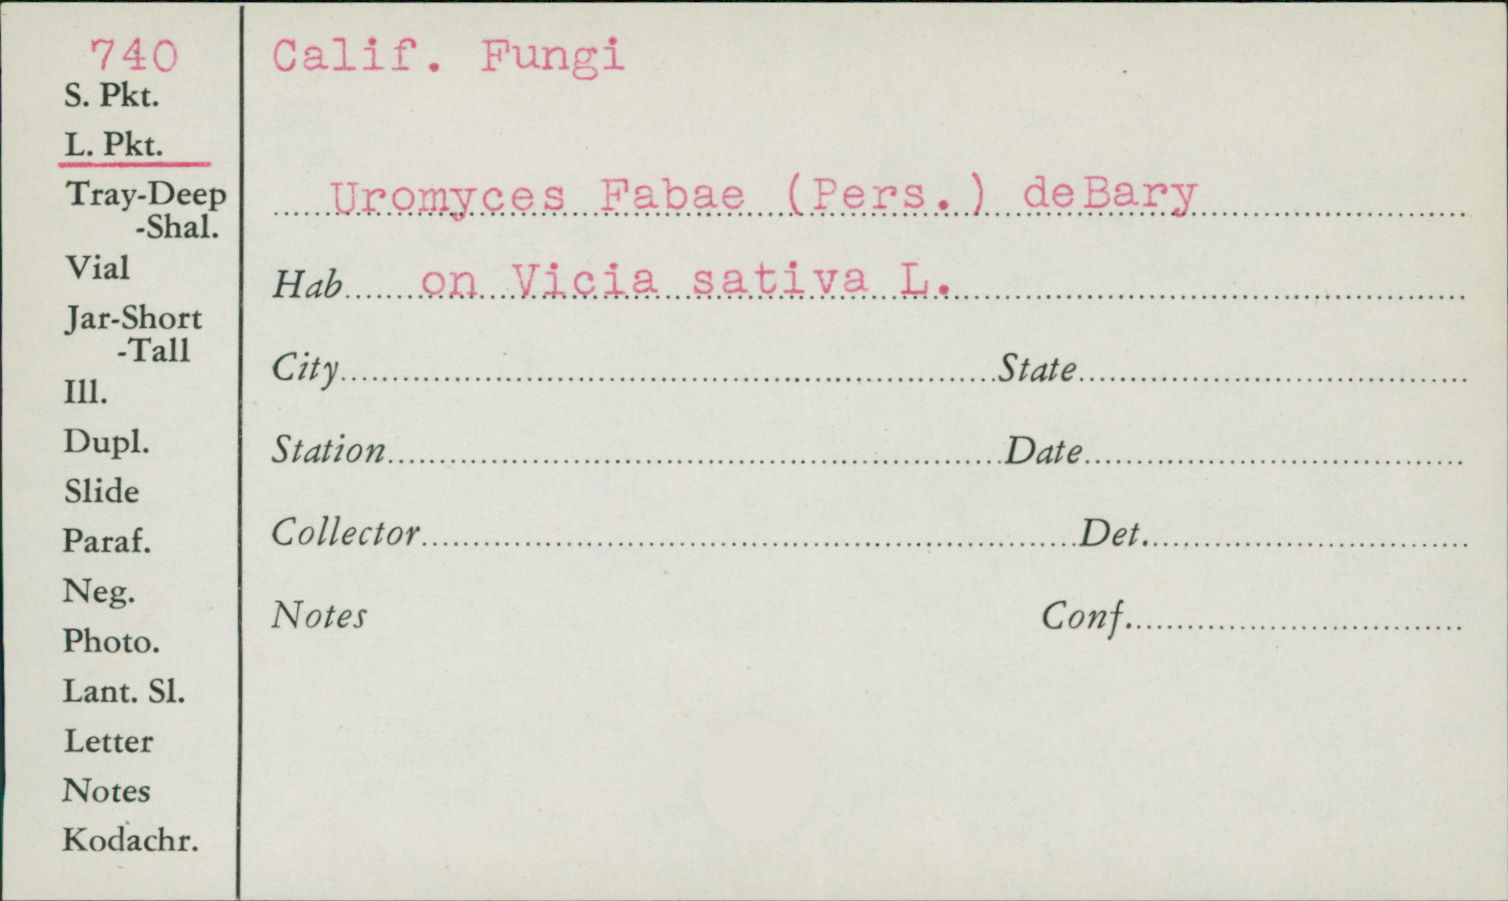 740
S. Pkt.
L. Pkt.
Tray-Deep
-Shal.
Vial
Jar-Short
-Tall
Ill.
Dupl.
Slide
Paraf.
Neg.
Photo.
Lant. Sl.
Letter
Notes
Kodachr.
Calif. Fungi
Uromyces Fabae (Pers.) deBary
Hab on Vicia sativa L.
City State
Station Date
Collector Det.
Notes Conf.